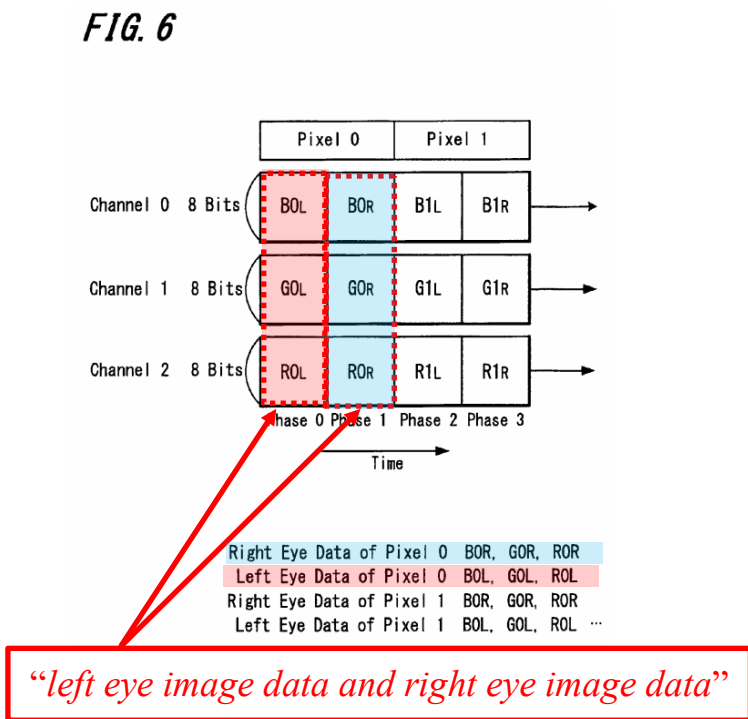 FIG. 6
Pixel 0 Pixel 1
Channel 0 8 Bits B0L B0R B1L B1R
Channel 1 8 Bits G0L G0R G1L G1R
Channel 2 8 Bits R0L R0R R1L R1R
Phase 0 Phase 1 Phase 2 Phase 3
Time
Right Eye Data of Pixel 0 B0R, G0R, R0R
Left Eye Data of Pixel 0 B0L, G0L, R0L
Right Eye Data of Pixel 1 B0R, G0R, R0R
Left Eye Data of Pixel 1 B0L, G0L, R0L ...
“left eye image data and right eye image data”